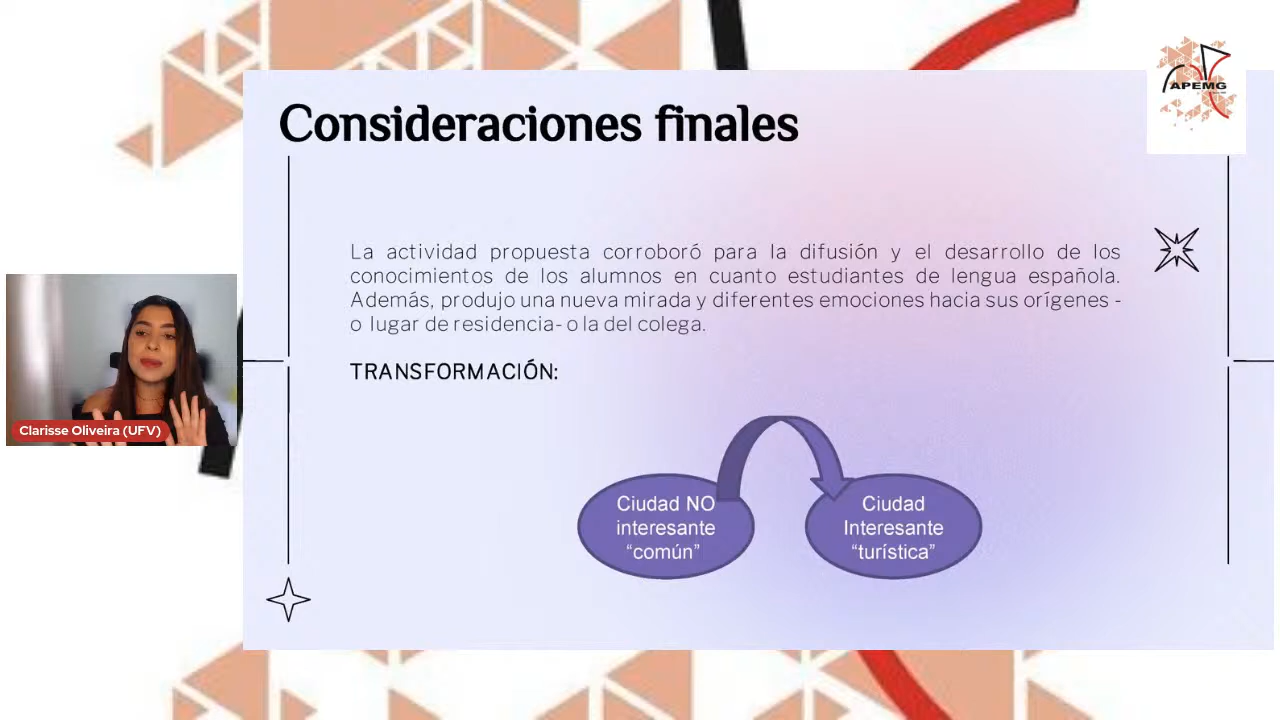 Consideraciones finales
APEMG
La actividad propuesta corroboró para la difusión y el desarrollo de los
conocimientos de los alumnos en cuanto estudiantes de lengua española.
Además, produjo una nueva mirada y diferentes emociones hacia sus orígenes -
o lugar de residencia- o la del colega.
TRANSFORMACIÓN:
Clarisse Oliveira (UFV)
Ciudad NO
interesante
“común”
Ciudad
Interesante
“turística”